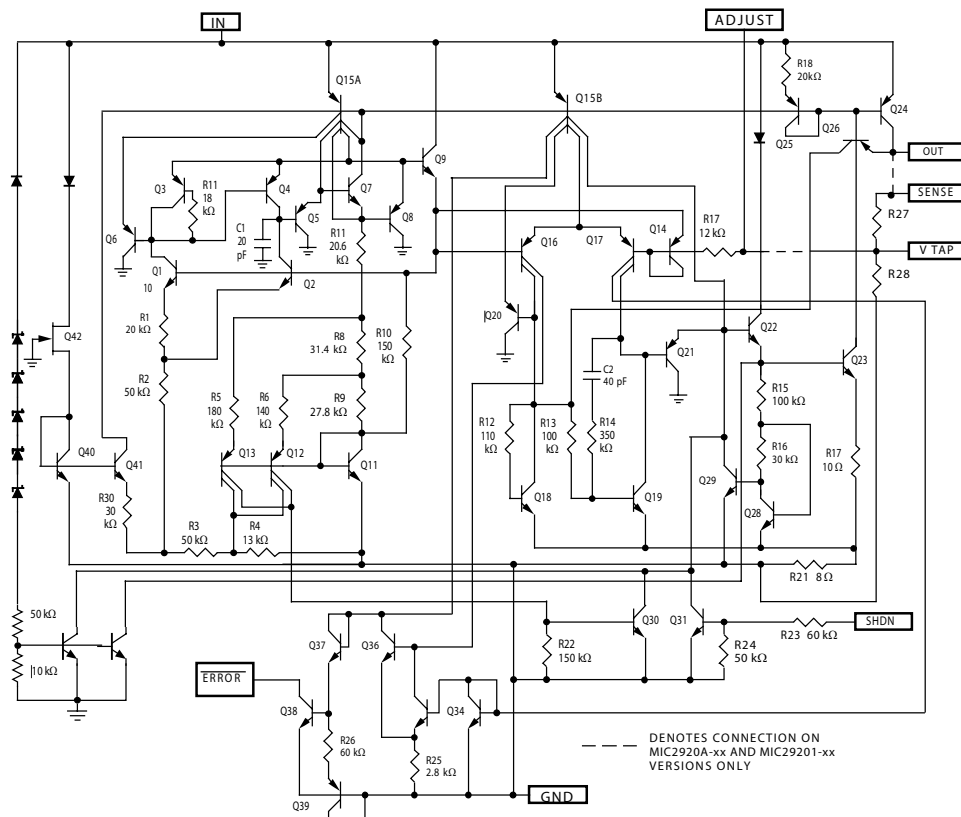 IN
ADJUST
R18
20kΩ
Q15A
Q15B
Q24
Q26
Q25
OUT
Q9
Q3
R11
18
kΩ
Q4
Q7
SENSE
Q5
Q8
R27
Q6
C1
20
pF
R11
20.6
kΩ
Q16
Q17
Q14
R17
12 kΩ
V TAP
Q1
10
Q2
R28
R1
20 kΩ
Q20
Q22
Q42
R8
31.4 kΩ
R10
150
kΩ
Q21
Q23
R2
50 kΩ
C2
40 pF
R15
100 kΩ
R5
180
kΩ
R6
140
kΩ
R9
27.8 kΩ
R12
110
kΩ
R13
100
kΩ
R14
350
kΩ
R16
30 kΩ
R17
10 Ω
Q40
Q41
Q13
Q12
Q11
Q29
R30
30
kΩ
Q18
Q19
Q28
R3
50 kΩ
R4
13 kΩ
R21 8 Ω
50 kΩ
10 kΩ
Q37
Q36
R22
150 kΩ
Q30
Q31
R24
50 kΩ
R23 60 kΩ
SHDN
ERROR
Q38
Q34
R26
60 kΩ
R25
2.8 kΩ
Q39
GND
DENOTES CONNECTION ON
MIC2920A-xx AND MIC29201-xx
VERSIONS ONLY